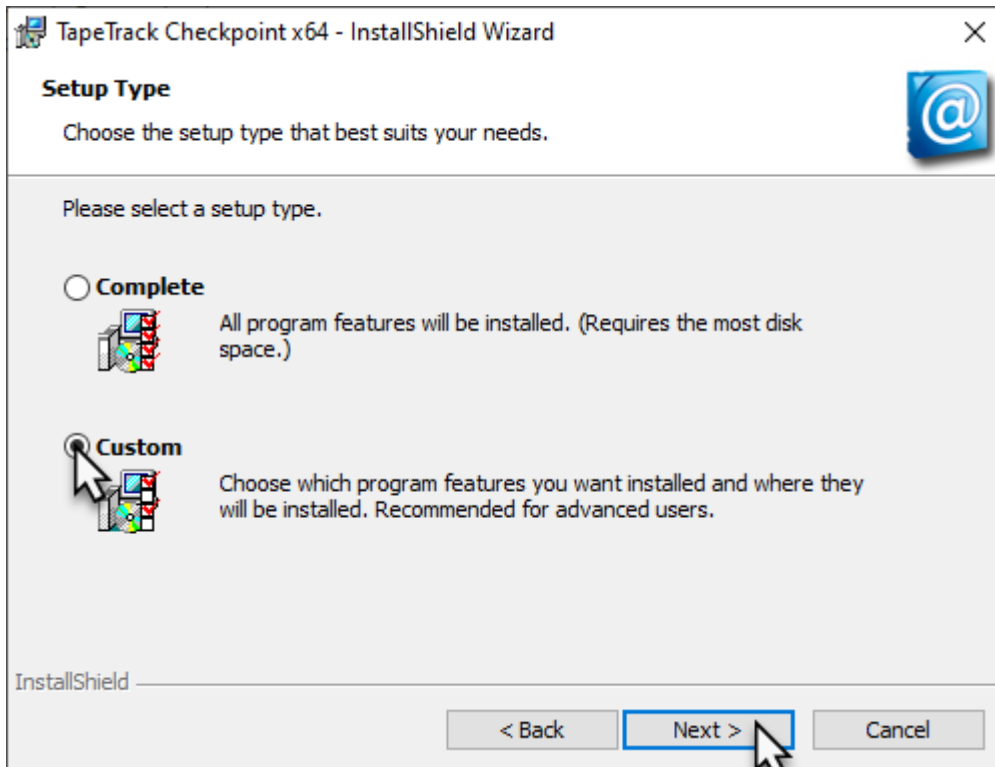 TapeTrack Checkpoint x64 - InstallShield Wizard
Setup Type
Choose the setup type that best suits your needs.
Please select a setup type.
Complete
All program features will be installed. (Requires the most disk
space.)
Custom
Choose which program features you want installed and where they
will be installed. Recommended for advanced users.
InstallShield
< Back
Next >
Cancel